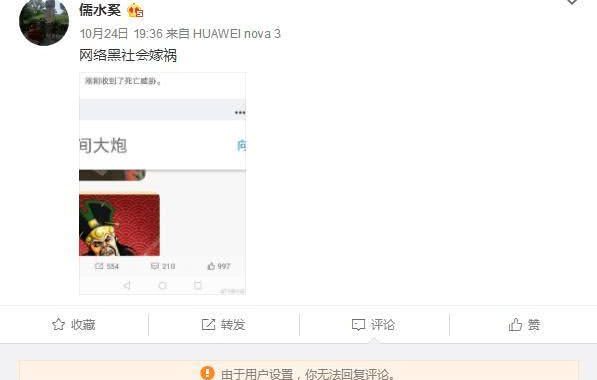 儒水奚
10月24日 19:36 来自 HUAWEI nova 3
网络黑社会嫁祸
刚刚收到了死亡威胁。
间大炮
向
554 210 997
收藏 转发 评论 赞
由于用户设置，你无法回复评论。